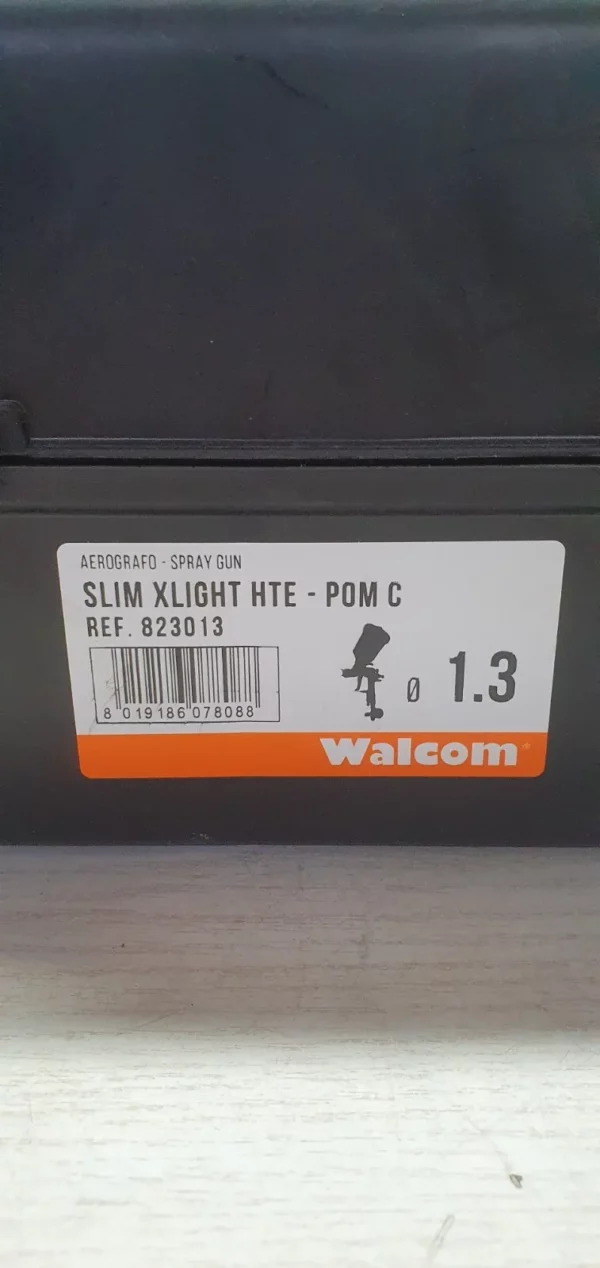 AEROGRAFO - SPRAY GUN
SLIM XLIGHT HTE - POM C
REF. 823013
8 019186 078088
Ø 1.3
Walcom®